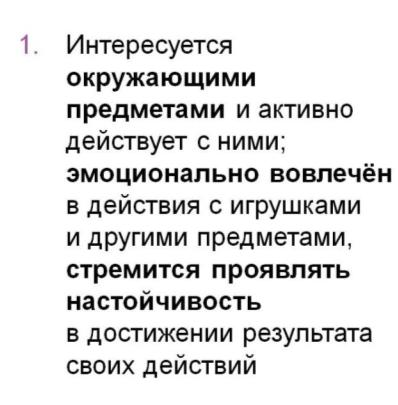 1. Интересуется
окружающими
предметами и активно
действует с ними;
эмоционально вовлечён
в действия с игрушками
и другими предметами,
стремится проявлять
настойчивость
в достижении результата
своих действий